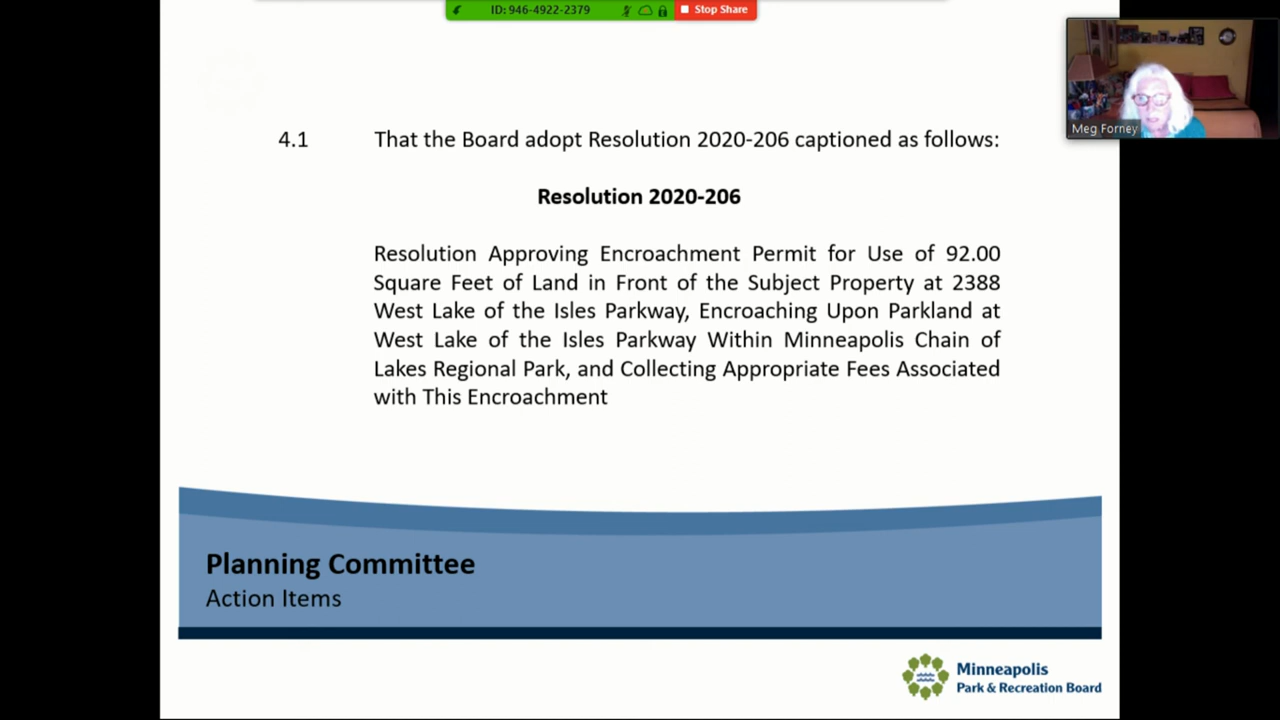 ID: 946-4922-2379
Stop Share
Meg Forney
4.1 That the Board adopt Resolution 2020-206 captioned as follows:
Resolution 2020-206
Resolution Approving Encroachment Permit for Use of 92.00
Square Feet of Land in Front of the Subject Property at 2388
West Lake of the Isles Parkway, Encroaching Upon Parkland at
West Lake of the Isles Parkway Within Minneapolis Chain of
Lakes Regional Park, and Collecting Appropriate Fees Associated
with This Encroachment
Planning Committee
Action Items
Minneapolis
Park & Recreation Board